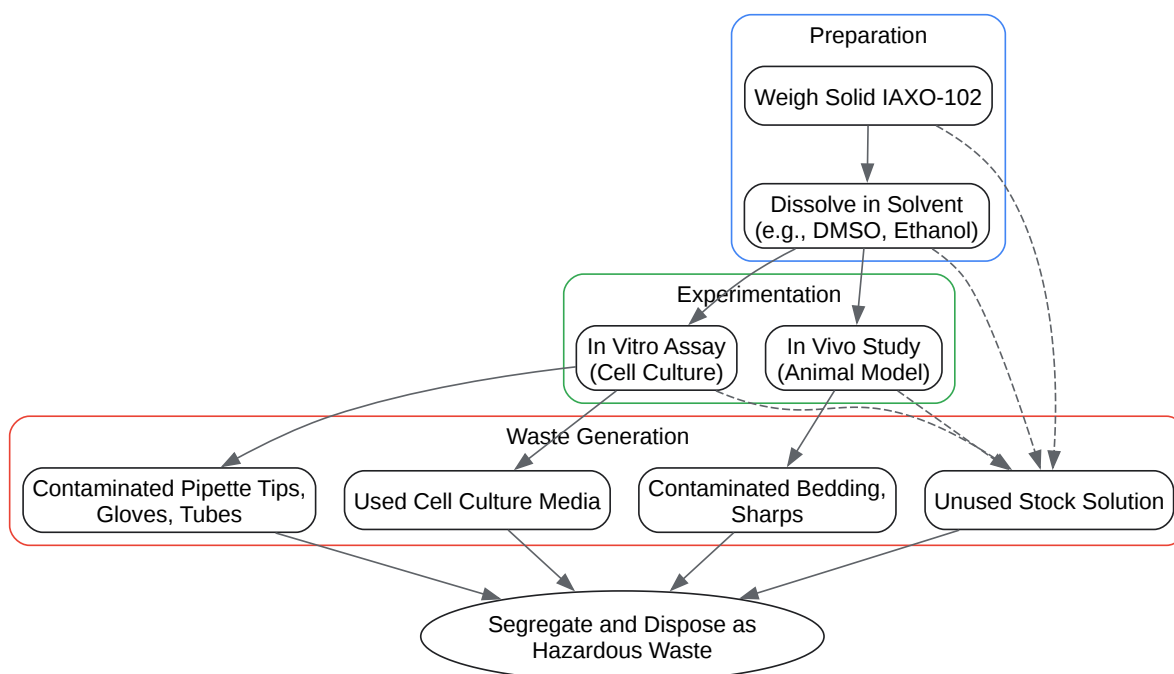 Preparation
Weigh Solid IAXO-102
Dissolve in Solvent
(e.g., DMSO, Ethanol)
Experimentation
In Vitro Assay
(Cell Culture)
In Vivo Study
(Animal Model)
Waste Generation
Contaminated Pipette Tips,
Gloves, Tubes
Used Cell Culture Media
Contaminated Bedding,
Sharps
Unused Stock Solution
Segregate and Dispose as
Hazardous Waste